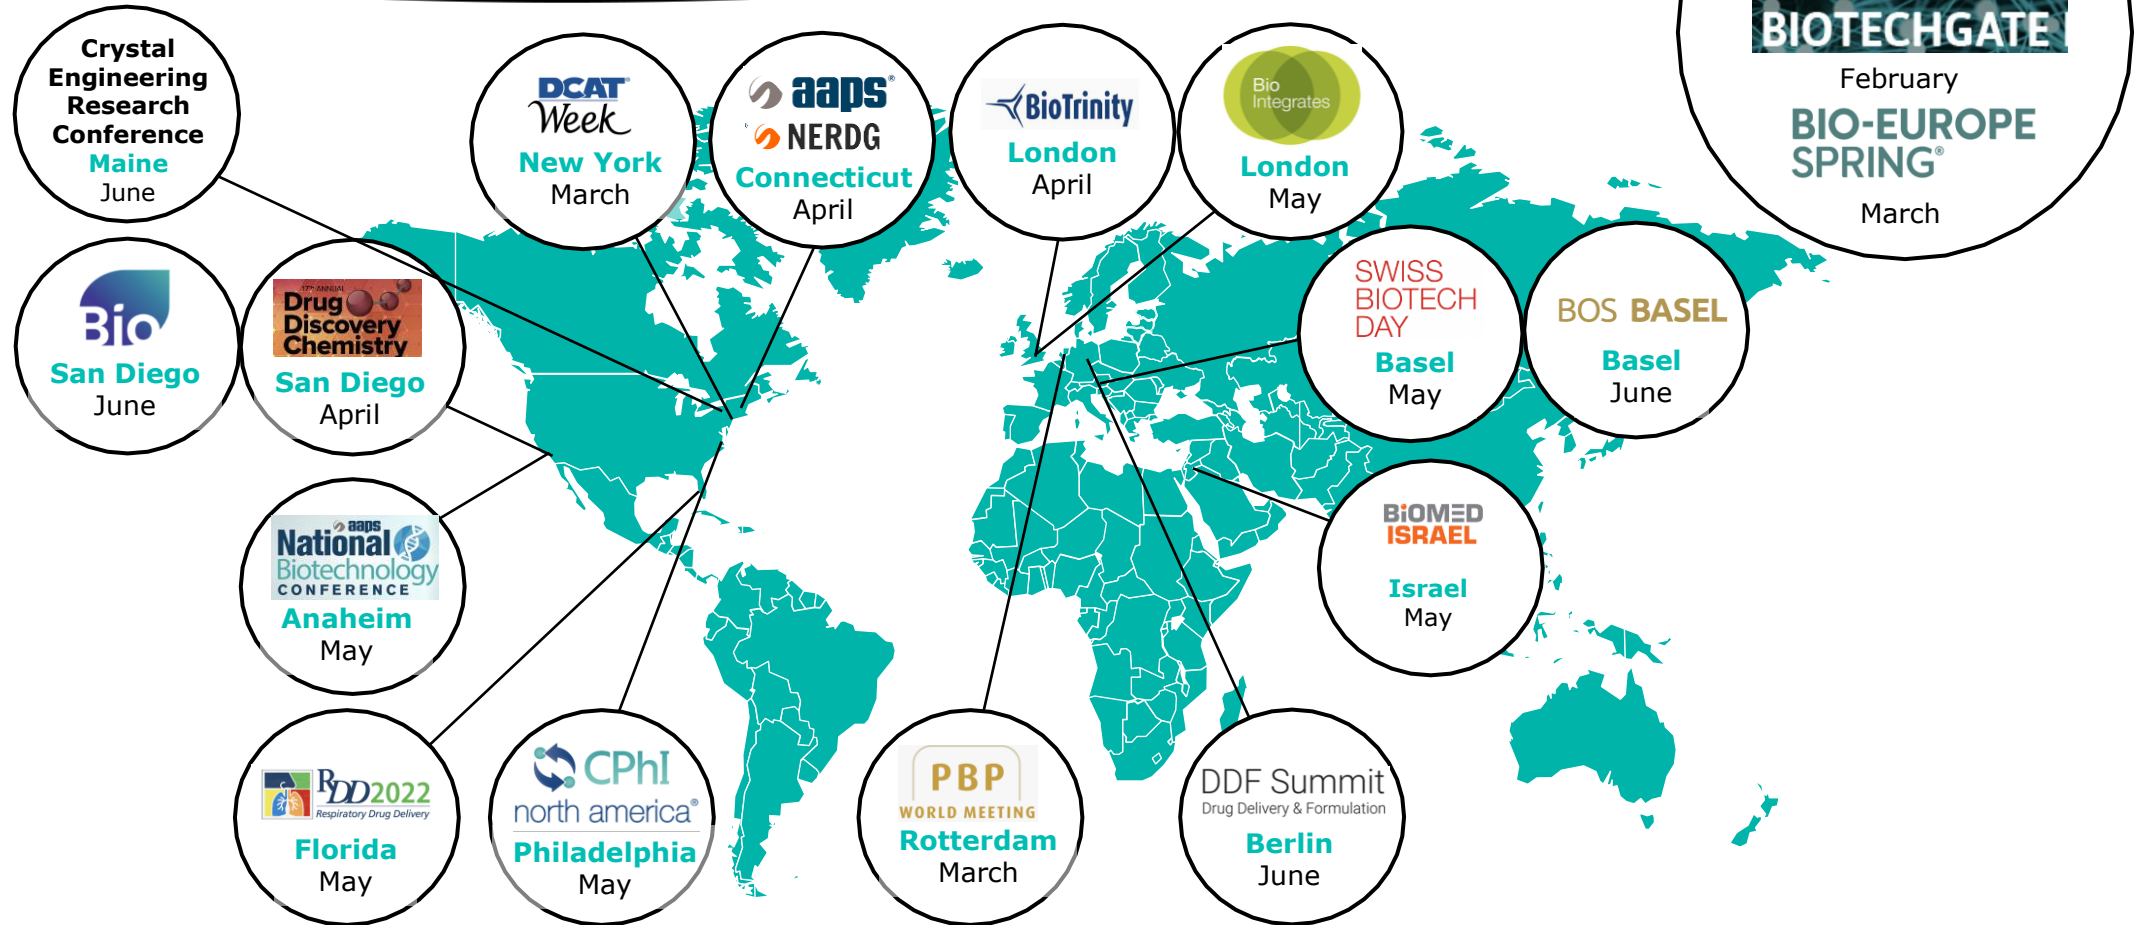 Crystal
Engineering
Research
Conference
Maine
June
DCAT
Week
New York
March
aaps
NERDG
Connecticut
April
BioTrinity
London
April
Bio
Integrates
London
May
BIOTECHGATE
February
BIO-EUROPE
SPRING®
March
Bio
San Diego
June
17th ANNUAL
Drug
Discovery
Chemistry
San Diego
April
SWISS
BIOTECH
DAY
Basel
May
BOS BASEL
Basel
June
aaps
National
Biotechnology
CONFERENCE
Anaheim
May
BiOMED
ISRAEL
Israel
May
RDD2022
Respiratory Drug Delivery
Florida
May
CPhI
north america®
Philadelphia
May
PBP
WORLD MEETING
Rotterdam
March
DDF Summit
Drug Delivery & Formulation
Berlin
June